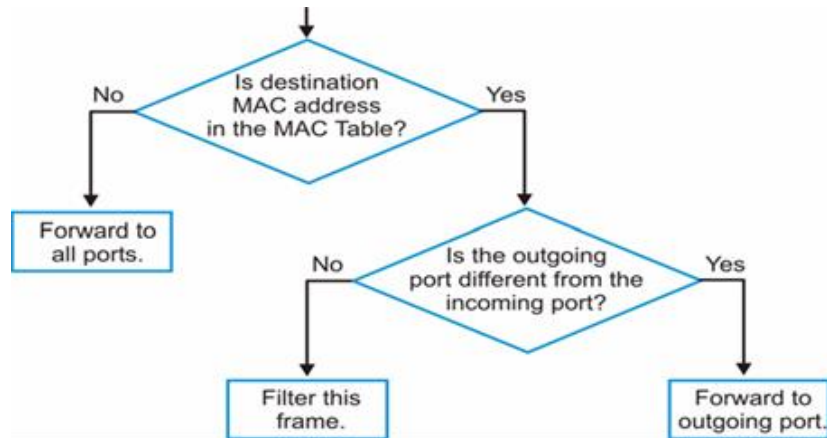 Is destination
MAC address
in the MAC Table?
No
Yes
Forward to
all ports.
Is the outgoing
port different from the
incoming port?
No
Yes
Filter this
frame.
Forward to
outgoing port.